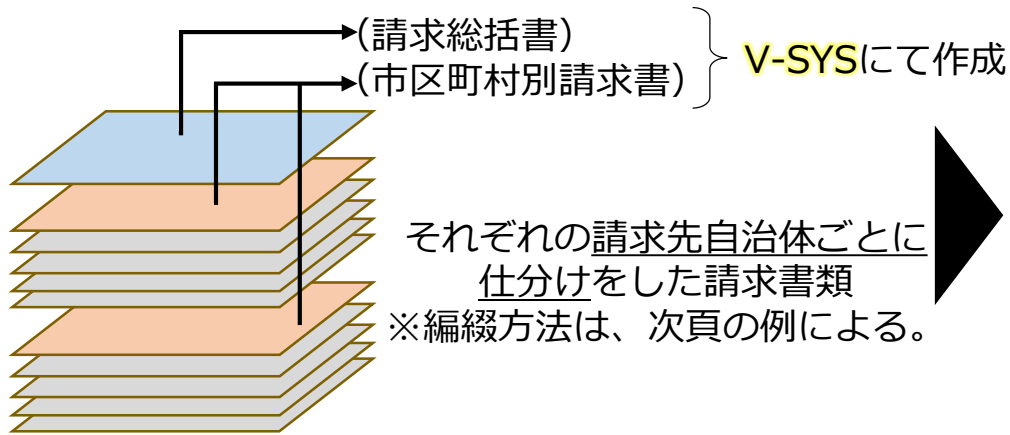 (請求総括書)
(市区町村別請求書)
V-SYSにて作成
それぞれの請求先自治体ごとに
仕分けをした請求書類
※編綴方法は、次頁の例による。